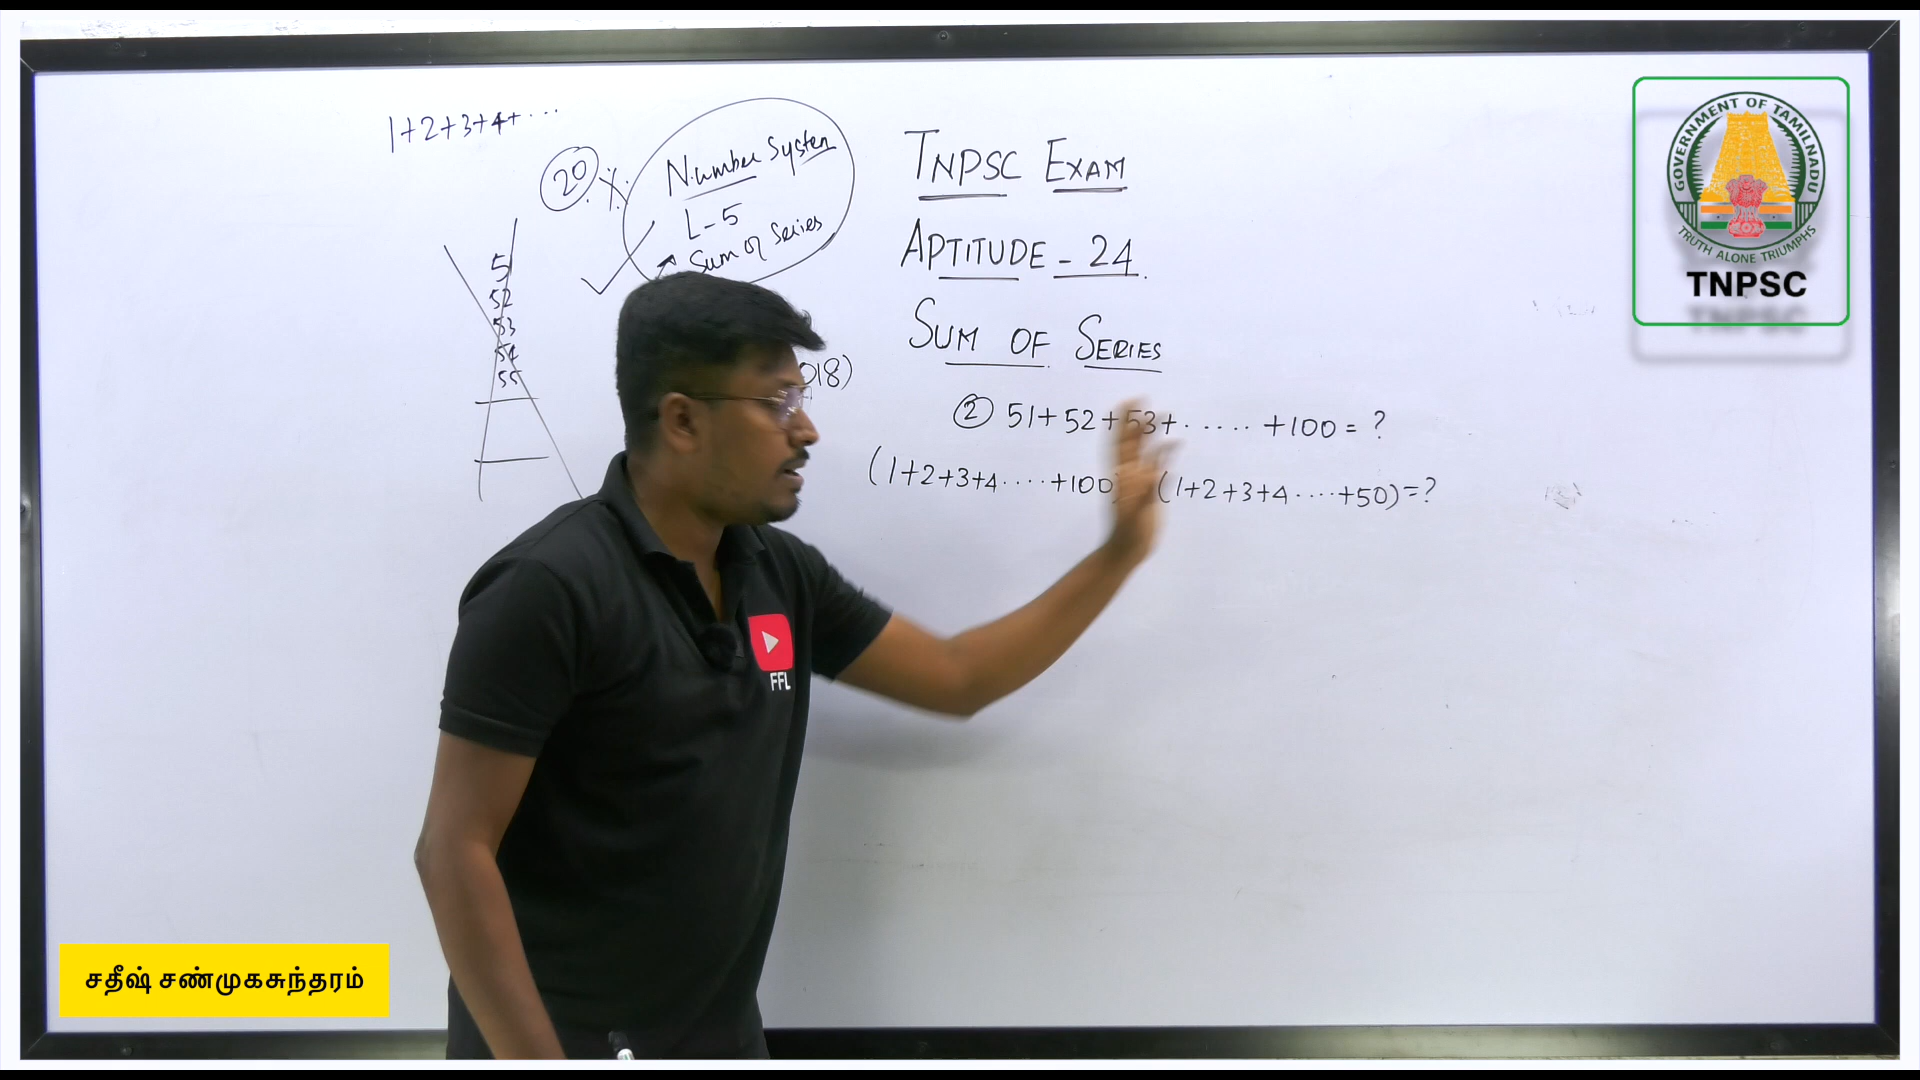 1+2+3+4+...
20
Number System
L-5
Sum of Series
51
52
53
54
55
018)
TNPSC EXAM
APTITUDE - 24
SUM OF SERIES
② 51+52+53+.....+100=?
(1+2+3+4....+100) (1+2+3+4....+50)=?
GOVERNMENT OF TAMILNADU
TRUTH ALONE TRIUMPHS
TNPSC
FFL
சதீஷ் சண்முகசுந்தரம்